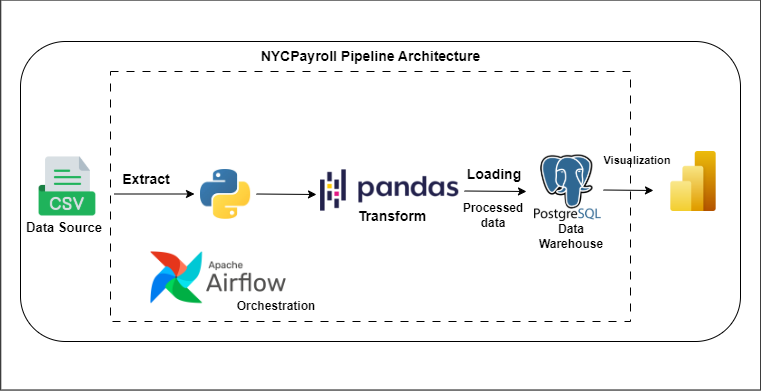 NYCPayroll Pipeline Architecture
Visualization
Extract
Loading
CSV
pandas
Data Source
Transform
Processed
data
PostgreSQL
Data
Warehouse
Apache
Airflow
Orchestration